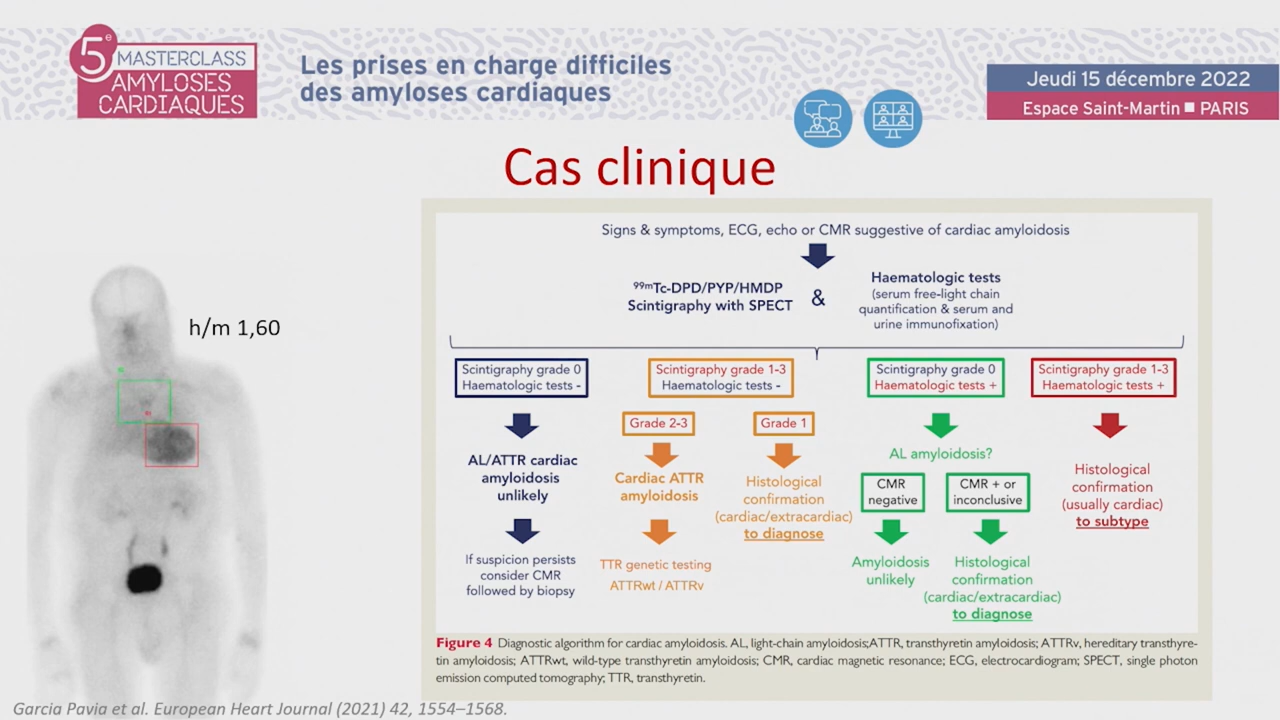 5e
MASTERCLASS
AMYLOSES
CARDIAQUES
Les prises en charge difficiles
des amyloses cardiaques
Jeudi 15 décembre 2022
Espace Saint-Martin ■ PARIS
Cas clinique
h/m 1,60
Signs & symptoms, ECG, echo or CMR suggestive of cardiac amyloidosis
99mTc-DPD/PYP/HMDP
Scintigraphy with SPECT
&
Haematologic tests
(serum free-light chain
quantification & serum and
urine immunofixation)
Scintigraphy grade 0
Haematologic tests -
Scintigraphy grade 1-3
Haematologic tests -
Scintigraphy grade 0
Haematologic tests +
Scintigraphy grade 1-3
Haematologic tests +
AL/ATTR cardiac
amyloidosis
unlikely
If suspicion persists
consider CMR
followed by biopsy
Grade 2-3
Cardiac ATTR
amyloidosis
TTR genetic testing
ATTRwt / ATTRv
Grade 1
Histological
confirmation
(cardiac/extracardiac)
to diagnose
AL amyloidosis?
CMR
negative
Amyloidosis
unlikely
CMR + or
inconclusive
Histological
confirmation
(cardiac/extracardiac)
to diagnose
Histological
confirmation
(usually cardiac)
to subtype
Figure 4 Diagnostic algorithm for cardiac amyloidosis. AL, light-chain amyloidosis;ATTR, transthyretin amyloidosis; ATTRv, hereditary transthyre-
tin amyloidosis; ATTRwt, wild-type transthyretin amyloidosis; CMR, cardiac magnetic resonance; ECG, electrocardiogram; SPECT, single photon
emission computed tomography; TTR, transthyretin.
Garcia Pavia et al. European Heart Journal (2021) 42, 1554–1568.